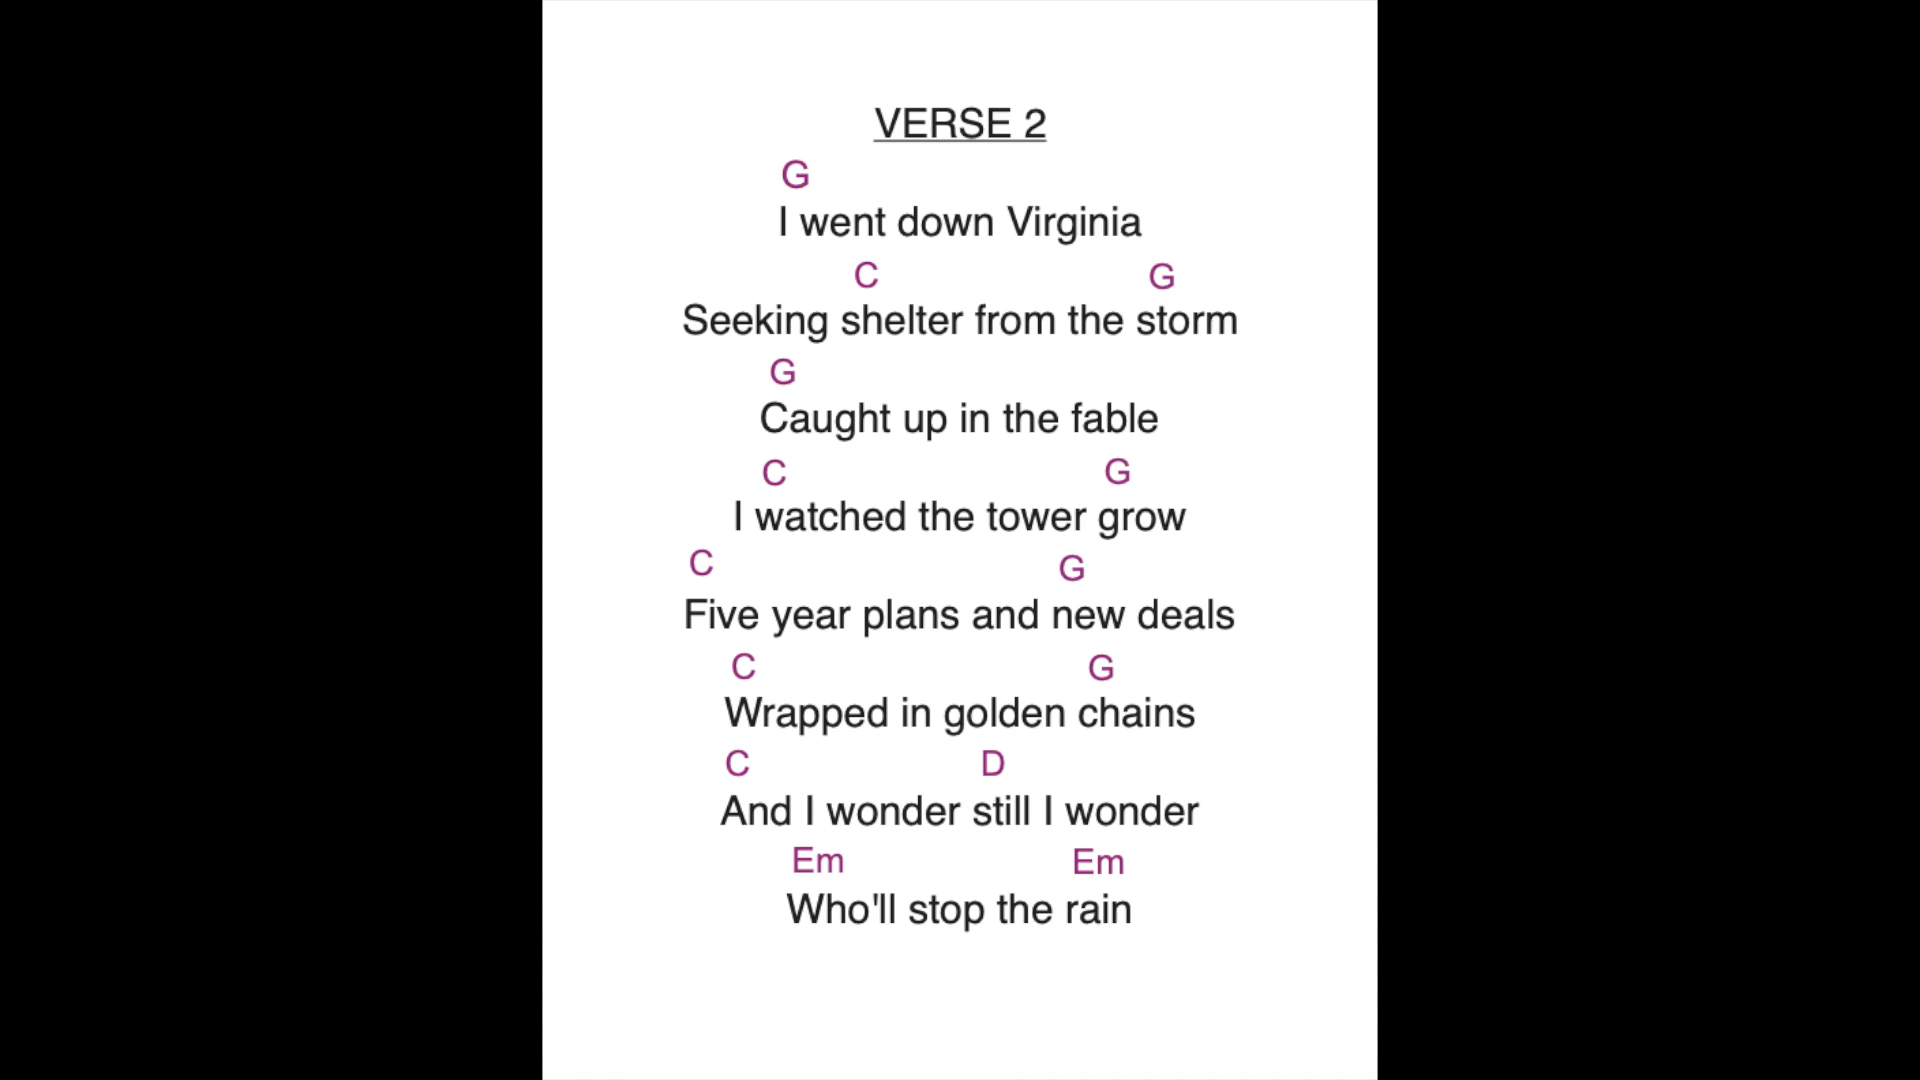 VERSE 2
G
I went down Virginia
C G
Seeking shelter from the storm
G
Caught up in the fable
C G
I watched the tower grow
C G
Five year plans and new deals
C G
Wrapped in golden chains
C D
And I wonder still I wonder
Em Em
Who'll stop the rain